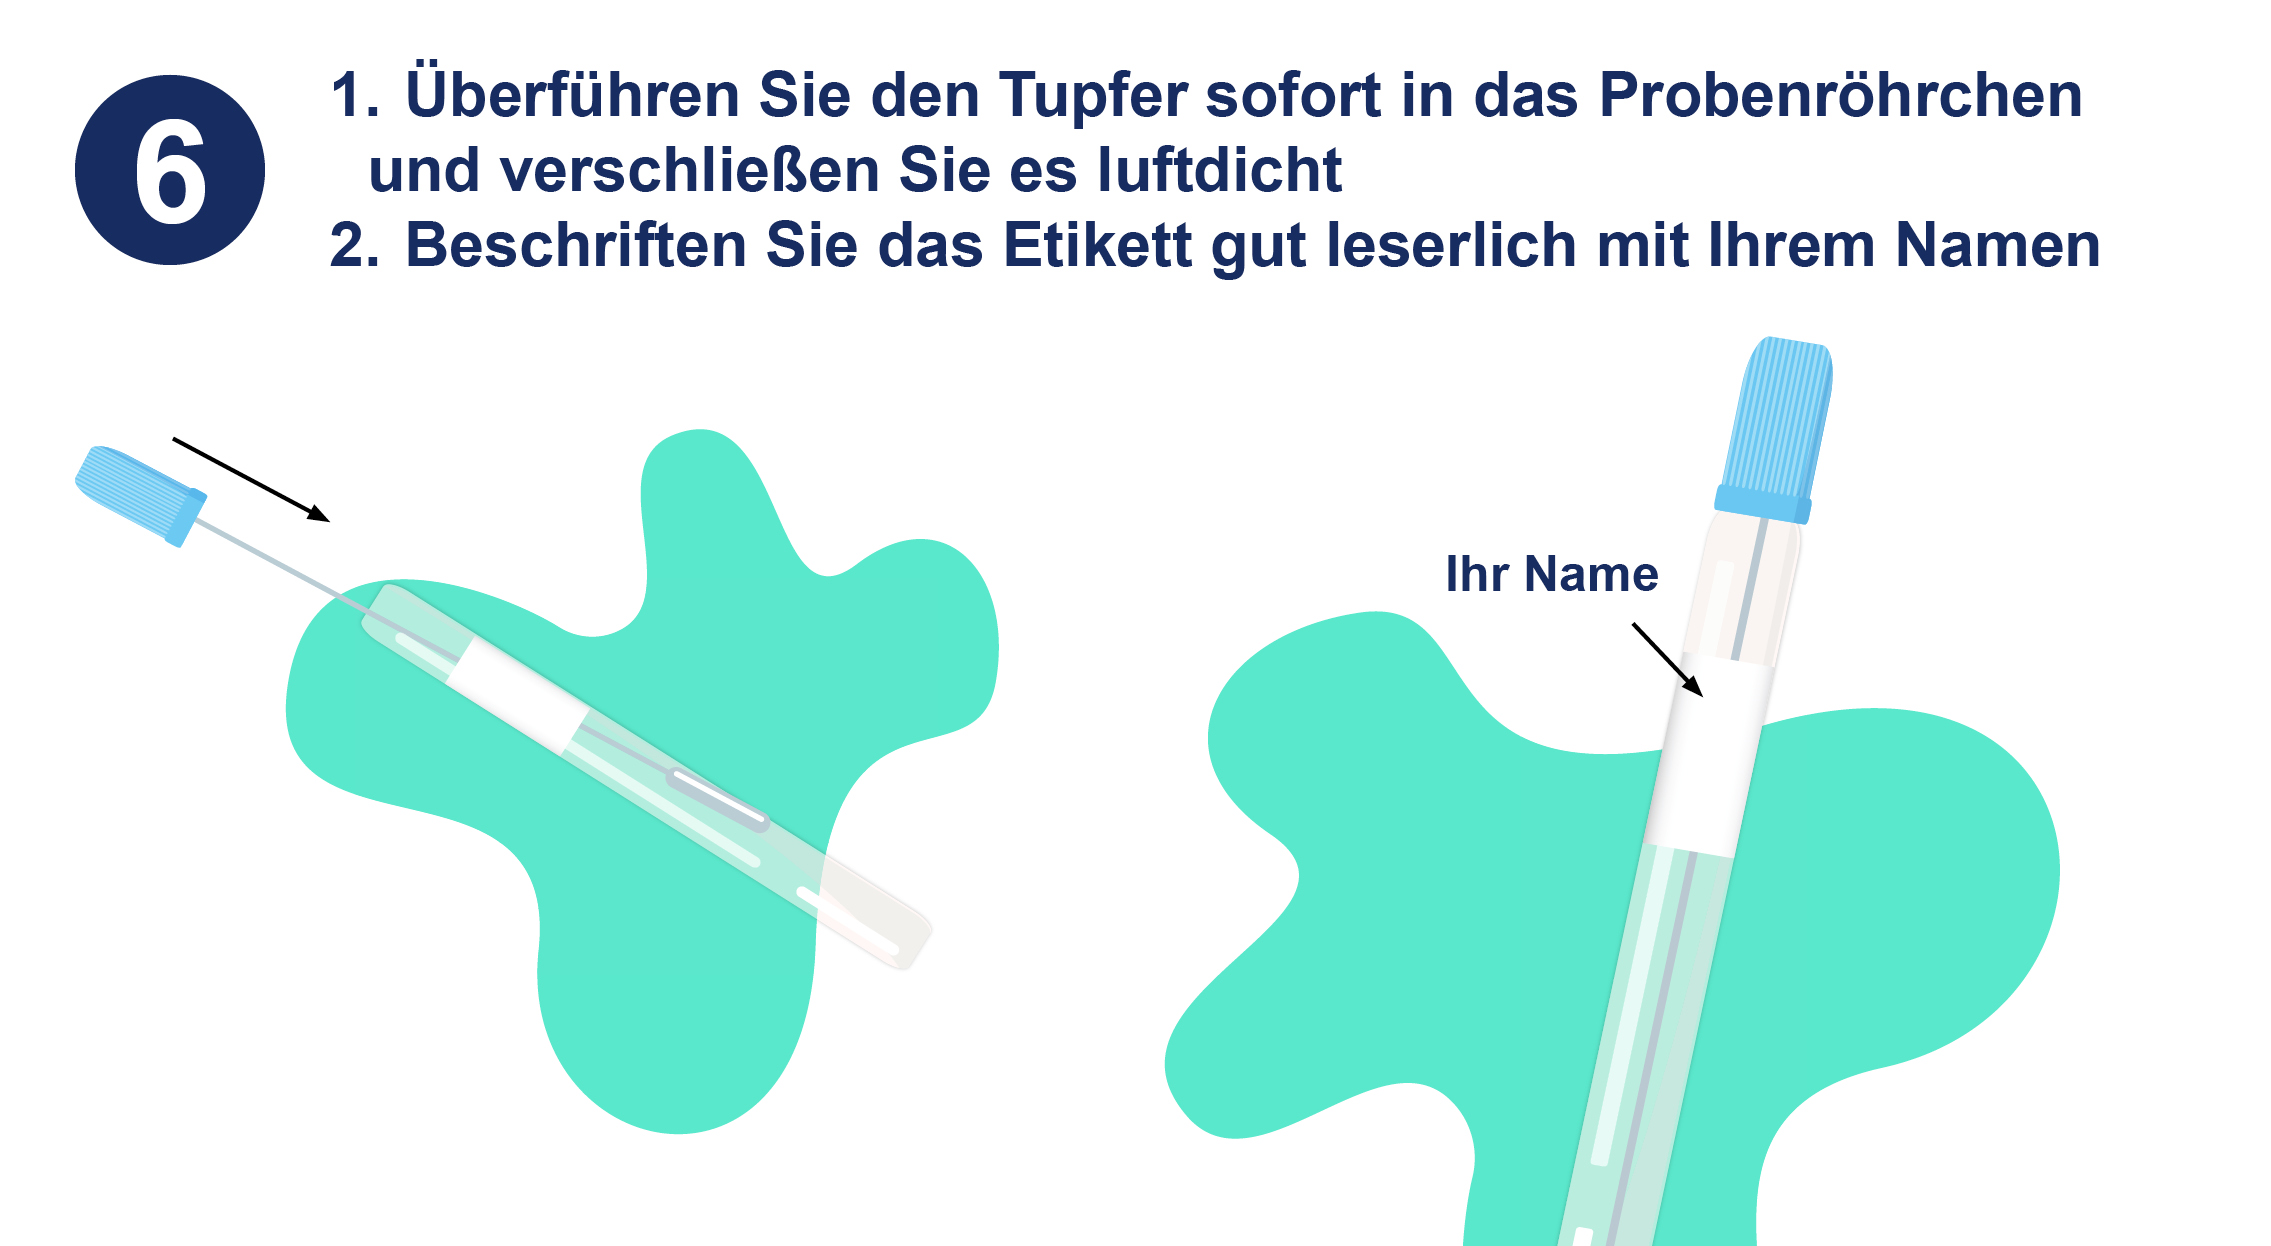 6
1. Überführen Sie den Tupfer sofort in das Probenröhrchen
und verschließen Sie es luftdicht
2. Beschriften Sie das Etikett gut leserlich mit Ihrem Namen
Ihr Name